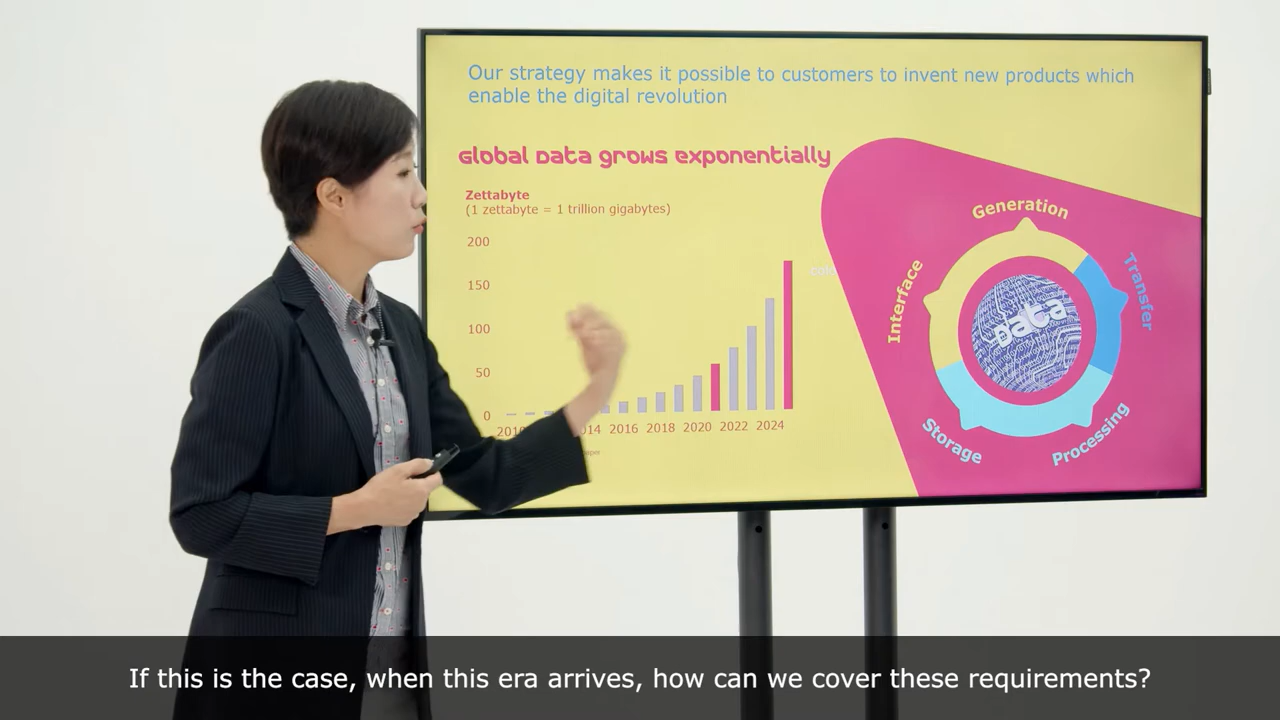 Our strategy makes it possible to customers to invent new products which
enable the digital revolution
Global Data grows exponentially
Zettabyte
(1 zettabyte = 1 trillion gigabytes)
200
150
100
50
0
2016 2018 2020 2022 2024
Generation
Transfer
Processing
Storage
Interface
Data
If this is the case, when this era arrives, how can we cover these requirements?